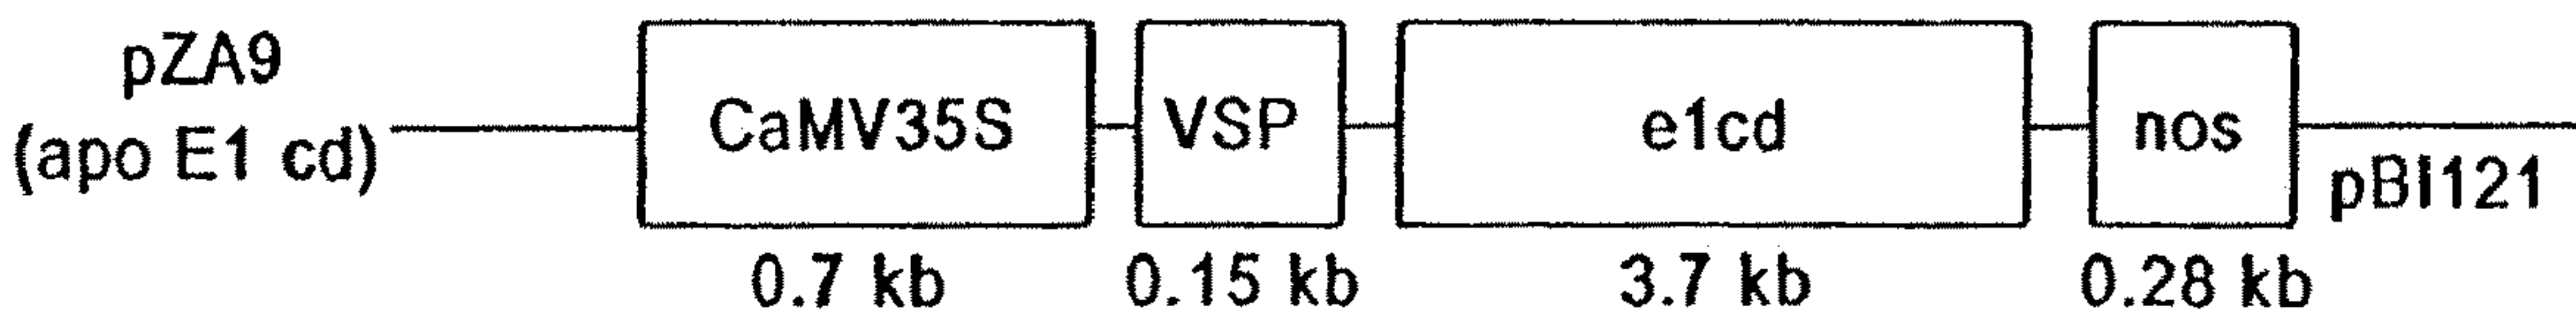 pZA9
(apo E1 cd)
CaMV35S
VSP
e1cd
nos
pBI121
0.7 kb
0.15 kb
3.7 kb
0.28 kb